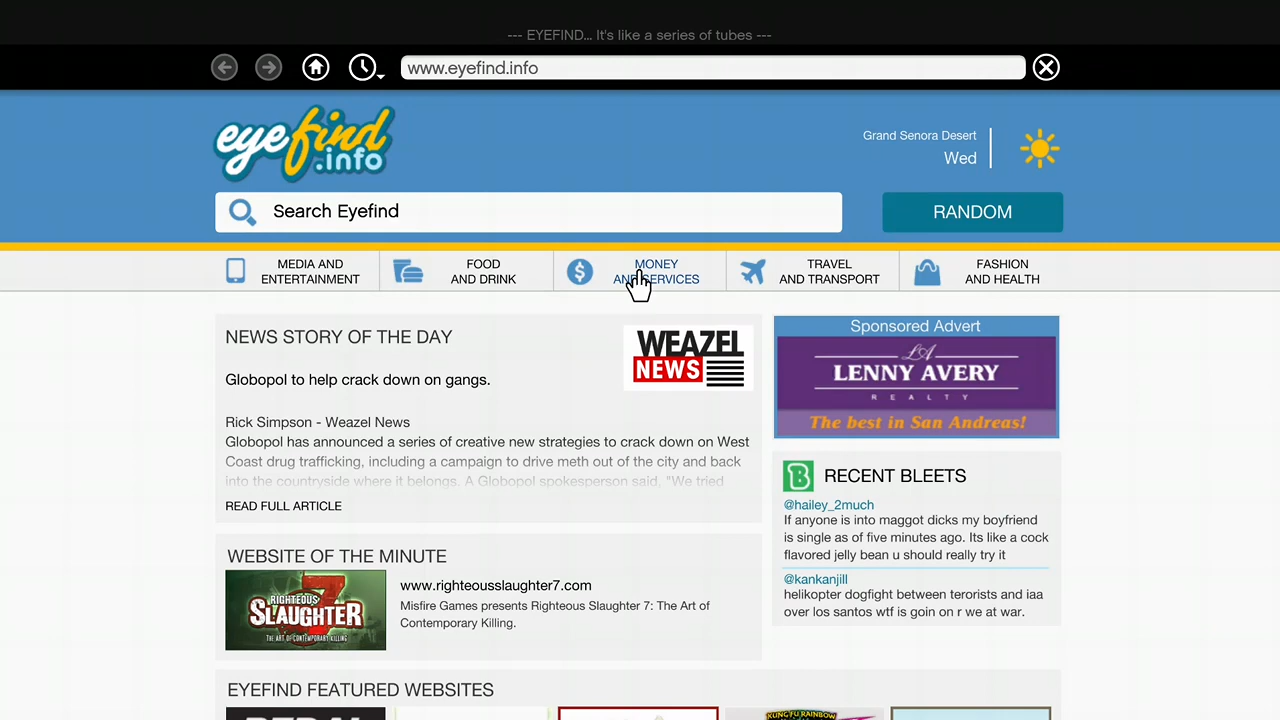 --- EYEFIND... It's like a series of tubes ---
www.eyefind.info
eyefind
.info
Grand Senora Desert
Wed
Search Eyefind
RANDOM
MEDIA AND
ENTERTAINMENT
FOOD
AND DRINK
MONEY
AND SERVICES
TRAVEL
AND TRANSPORT
FASHION
AND HEALTH
NEWS STORY OF THE DAY
WEAZEL
NEWS
Globopol to help crack down on gangs.
Rick Simpson - Weazel News
Globopol has announced a series of creative new strategies to crack down on West
Coast drug trafficking, including a campaign to drive meth out of the city and back
into the countryside where it belongs. A Globopol spokesperson said, "We tried
READ FULL ARTICLE
Sponsored Advert
LA
LENNY AVERY
REALTY
The best in San Andreas!
B RECENT BLEETS
@hailey_2much
If anyone is into maggot dicks my boyfriend
is single as of five minutes ago. Its like a cock
flavored jelly bean u should really try it
@kankanjill
helikopter dogfight between terorists and iaa
over los santos wtf is goin on r we at war.
WEBSITE OF THE MINUTE
7
RIGHTEOUS
SLAUGHTER
THE ART OF CONTEMPORARY KILLING
www.righteousslaughter7.com
Misfire Games presents Righteous Slaughter 7: The Art of
Contemporary Killing.
EYEFIND FEATURED WEBSITES
KUNG FU RAINBOW